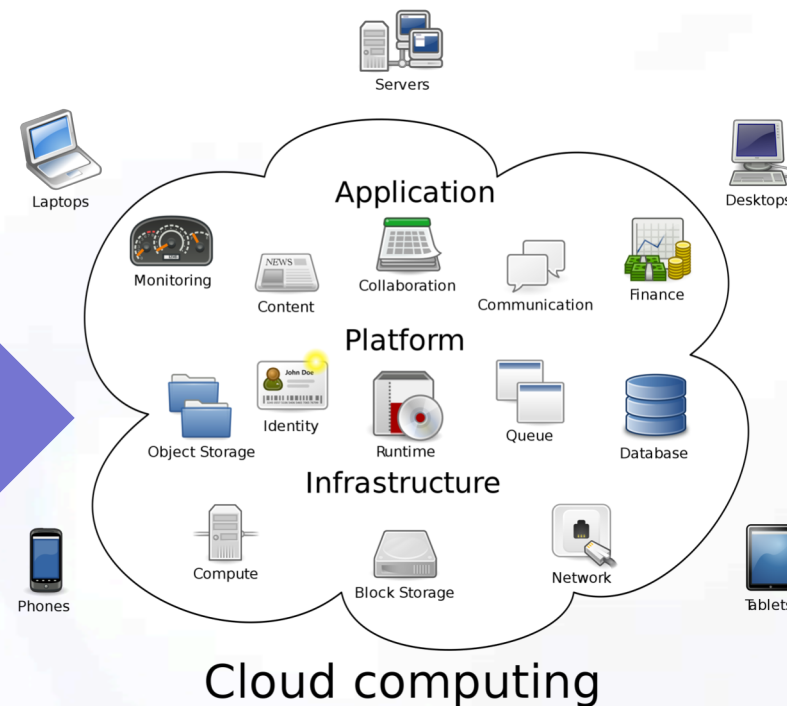 Servers
Laptops
Desktops
Application
Monitoring
NEWS
Content
Collaboration
Communication
Finance
Platform
John Doe
Object Storage
Identity
Runtime
Queue
Database
Infrastructure
Compute
Block Storage
Network
Phones
Tablets
Cloud computing